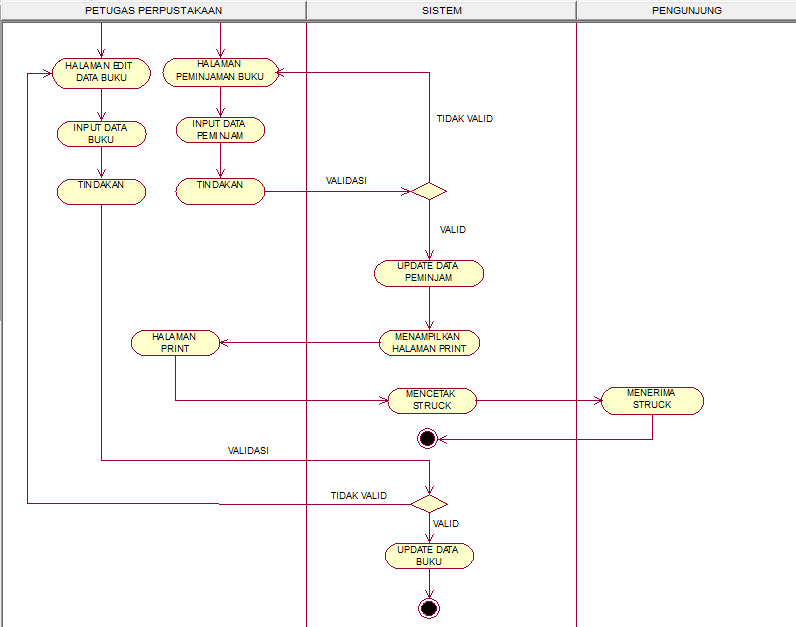 PETUGAS PERPUSTAKAAN
SISTEM
PENGUNJUNG
HALAMAN EDIT
DATA BUKU
HALAMAN
PEMINJAMAN BUKU
TIDAK VALID
INPUT DATA
BUKU
INPUT DATA
PEMINJAM
TINDAKAN
TINDAKAN
VALIDASI
VALID
UPDATE DATA
PEMINJAM
HALAMAN
PRINT
MENAMPILKAN
HALAMAN PRINT
MENCETAK
STRUCK
MENERIMA
STRUCK
VALIDASI
TIDAK VALID
VALID
UPDATE DATA
BUKU